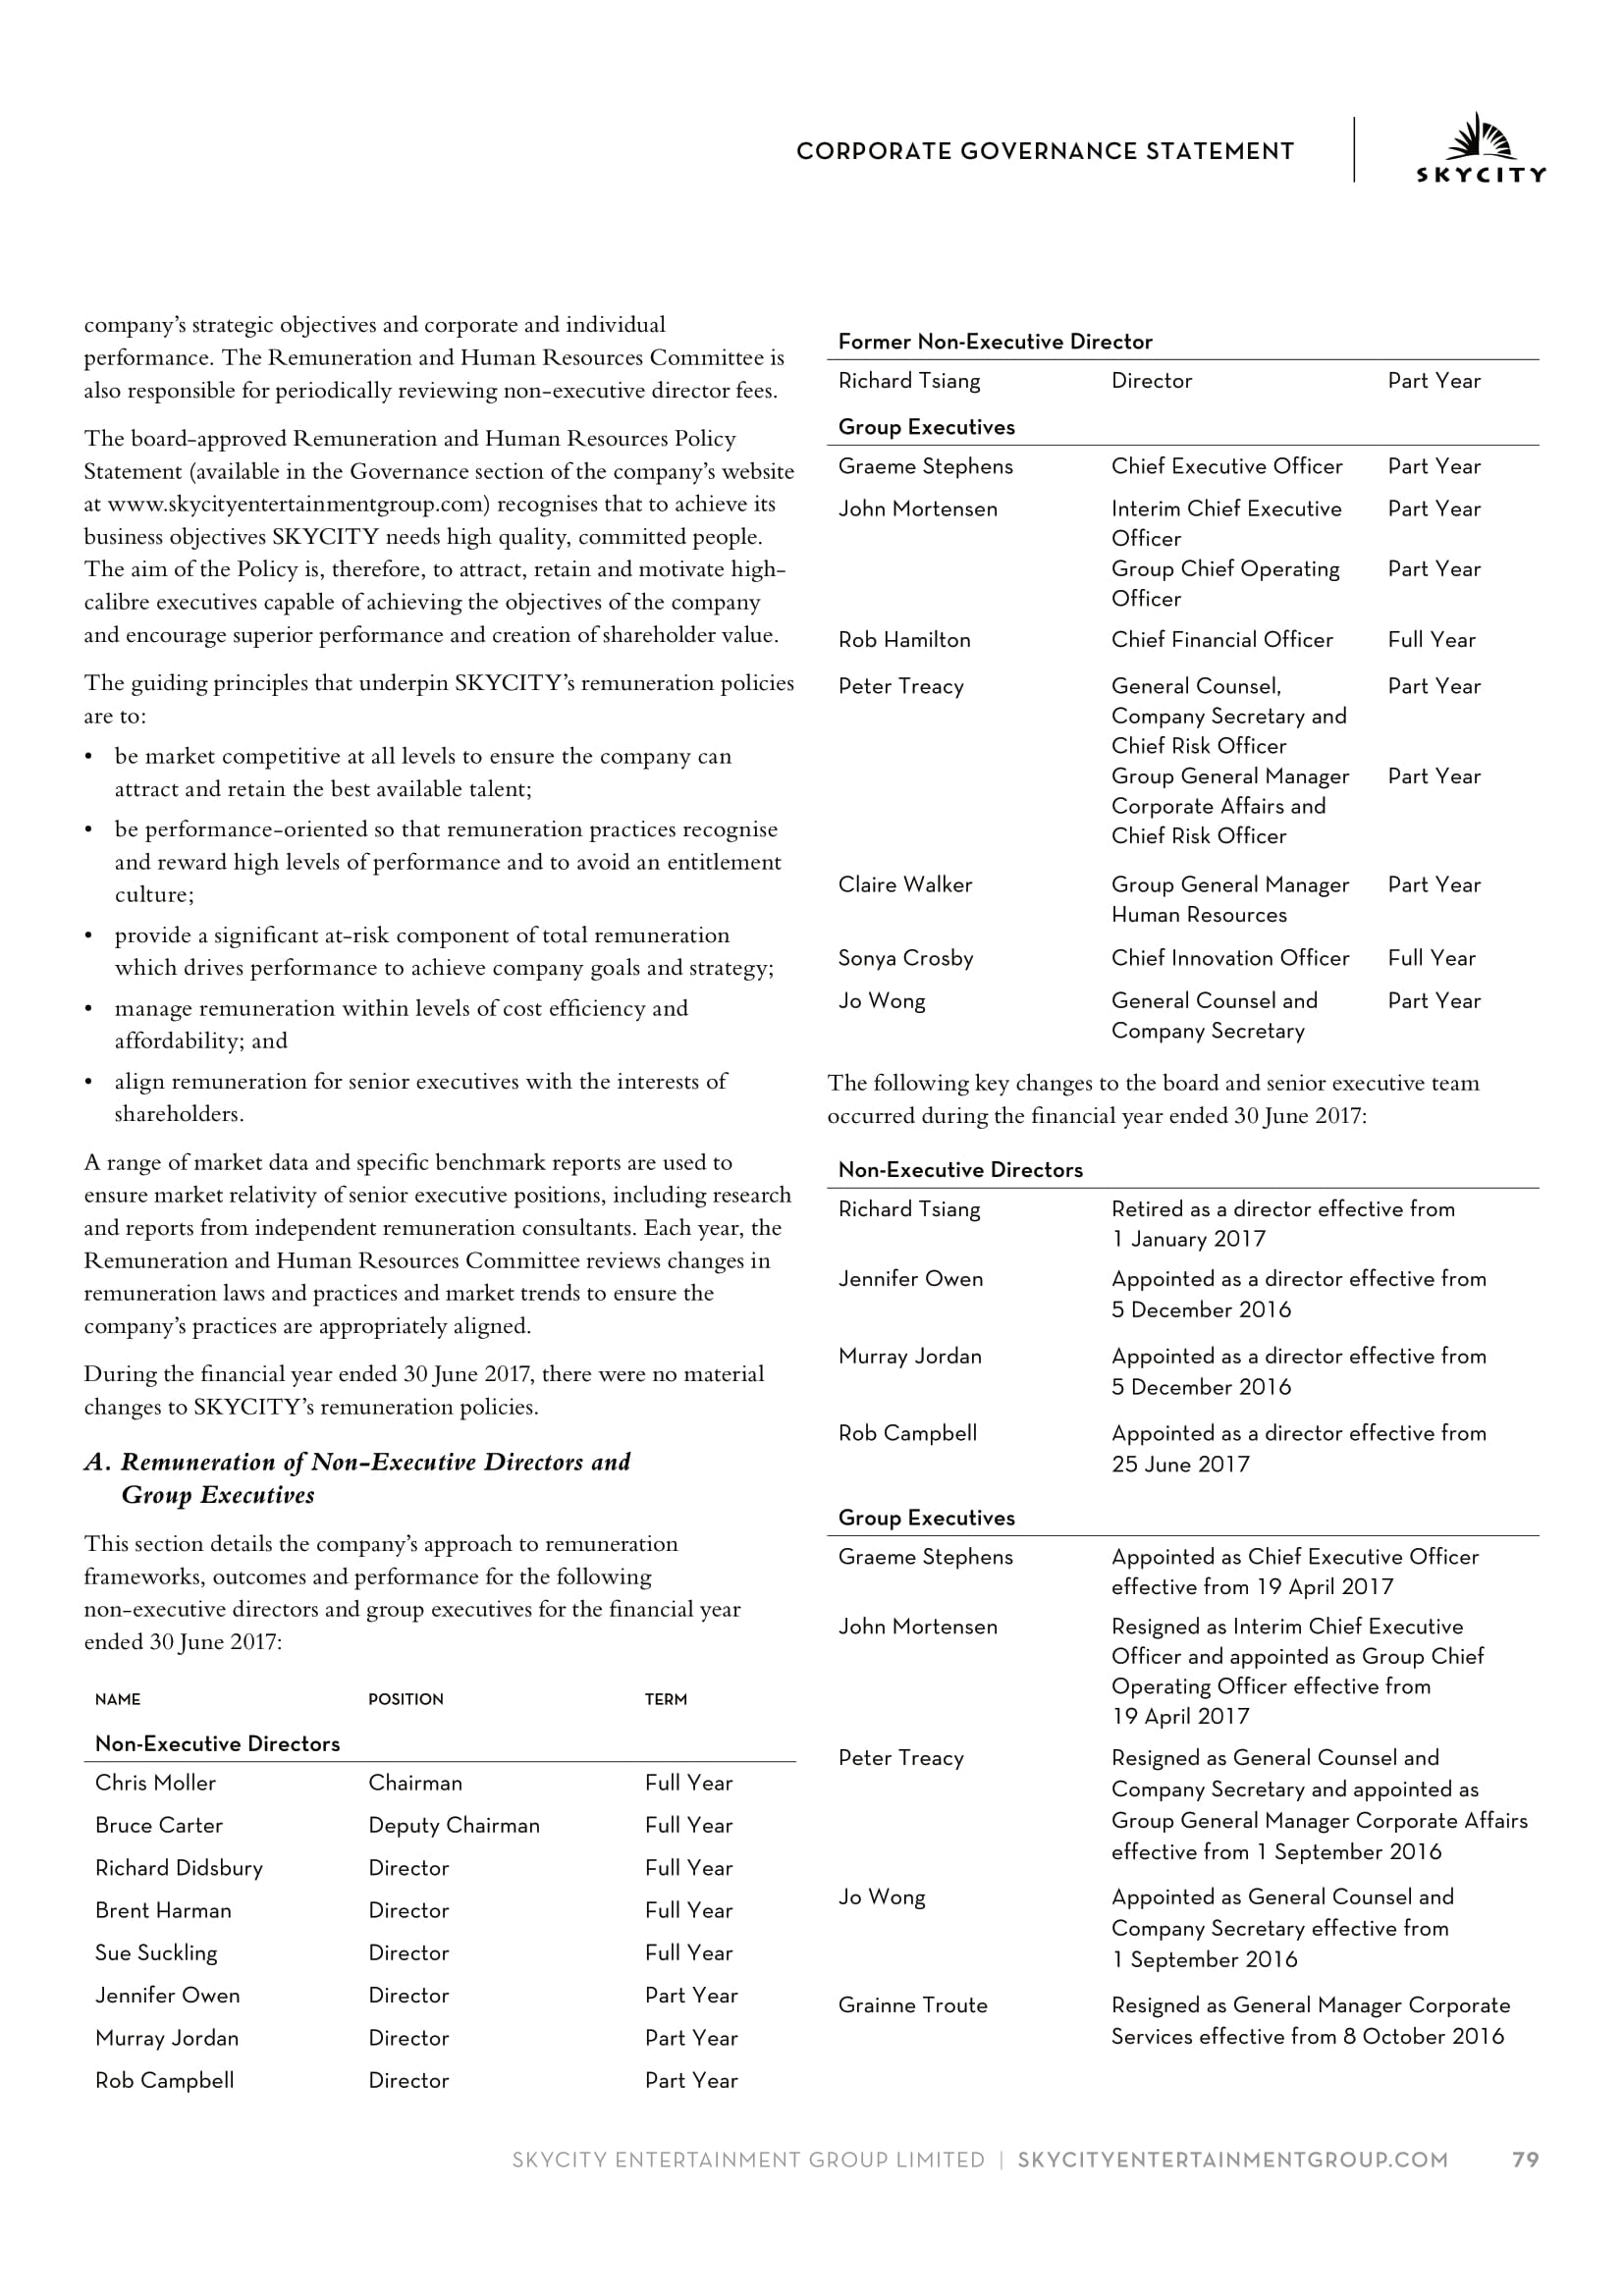 CORPORATE GOVERNANCE STATEMENT
SKYCITY
company’s strategic objectives and corporate and individual
performance. The Remuneration and Human Resources Committee is
also responsible for periodically reviewing non-executive director fees.
The board-approved Remuneration and Human Resources Policy
Statement (available in the Governance section of the company’s website
at www.skycityentertainmentgroup.com) recognises that to achieve its
business objectives SKYCITY needs high quality, committed people.
The aim of the Policy is, therefore, to attract, retain and motivate high-
calibre executives capable of achieving the objectives of the company
and encourage superior performance and creation of shareholder value.
The guiding principles that underpin SKYCITY’s remuneration policies
are to:
• be market competitive at all levels to ensure the company can
attract and retain the best available talent;
• be performance-oriented so that remuneration practices recognise
and reward high levels of performance and to avoid an entitlement
culture;
• provide a significant at-risk component of total remuneration
which drives performance to achieve company goals and strategy;
• manage remuneration within levels of cost efficiency and
affordability; and
• align remuneration for senior executives with the interests of
shareholders.
A range of market data and specific benchmark reports are used to
ensure market relativity of senior executive positions, including research
and reports from independent remuneration consultants. Each year, the
Remuneration and Human Resources Committee reviews changes in
remuneration laws and practices and market trends to ensure the
company’s practices are appropriately aligned.
During the financial year ended 30 June 2017, there were no material
changes to SKYCITY’s remuneration policies.
A. Remuneration of Non-Executive Directors and
Group Executives
This section details the company’s approach to remuneration
frameworks, outcomes and performance for the following
non-executive directors and group executives for the financial year
ended 30 June 2017:
NAME POSITION TERM
Non-Executive Directors
Chris Moller Chairman Full Year
Bruce Carter Deputy Chairman Full Year
Richard Didsbury Director Full Year
Brent Harman Director Full Year
Sue Suckling Director Full Year
Jennifer Owen Director Part Year
Murray Jordan Director Part Year
Rob Campbell Director Part Year
Former Non-Executive Director
Richard Tsiang Director Part Year
Group Executives
Graeme Stephens Chief Executive Officer Part Year
John Mortensen Interim Chief Executive Part Year
Officer
Group Chief Operating Part Year
Officer
Rob Hamilton Chief Financial Officer Full Year
Peter Treacy General Counsel, Part Year
Company Secretary and
Chief Risk Officer
Group General Manager Part Year
Corporate Affairs and
Chief Risk Officer
Claire Walker Group General Manager Part Year
Human Resources
Sonya Crosby Chief Innovation Officer Full Year
Jo Wong General Counsel and Part Year
Company Secretary
The following key changes to the board and senior executive team
occurred during the financial year ended 30 June 2017:
Non-Executive Directors
Richard Tsiang Retired as a director effective from
1 January 2017
Jennifer Owen Appointed as a director effective from
5 December 2016
Murray Jordan Appointed as a director effective from
5 December 2016
Rob Campbell Appointed as a director effective from
25 June 2017
Group Executives
Graeme Stephens Appointed as Chief Executive Officer
effective from 19 April 2017
John Mortensen Resigned as Interim Chief Executive
Officer and appointed as Group Chief
Operating Officer effective from
19 April 2017
Peter Treacy Resigned as General Counsel and
Company Secretary and appointed as
Group General Manager Corporate Affairs
effective from 1 September 2016
Jo Wong Appointed as General Counsel and
Company Secretary effective from
1 September 2016
Grainne Troute Resigned as General Manager Corporate
Services effective from 8 October 2016
SKYCITY ENTERTAINMENT GROUP LIMITED | SKYCITYENTERTAINMENTGROUP.COM 79